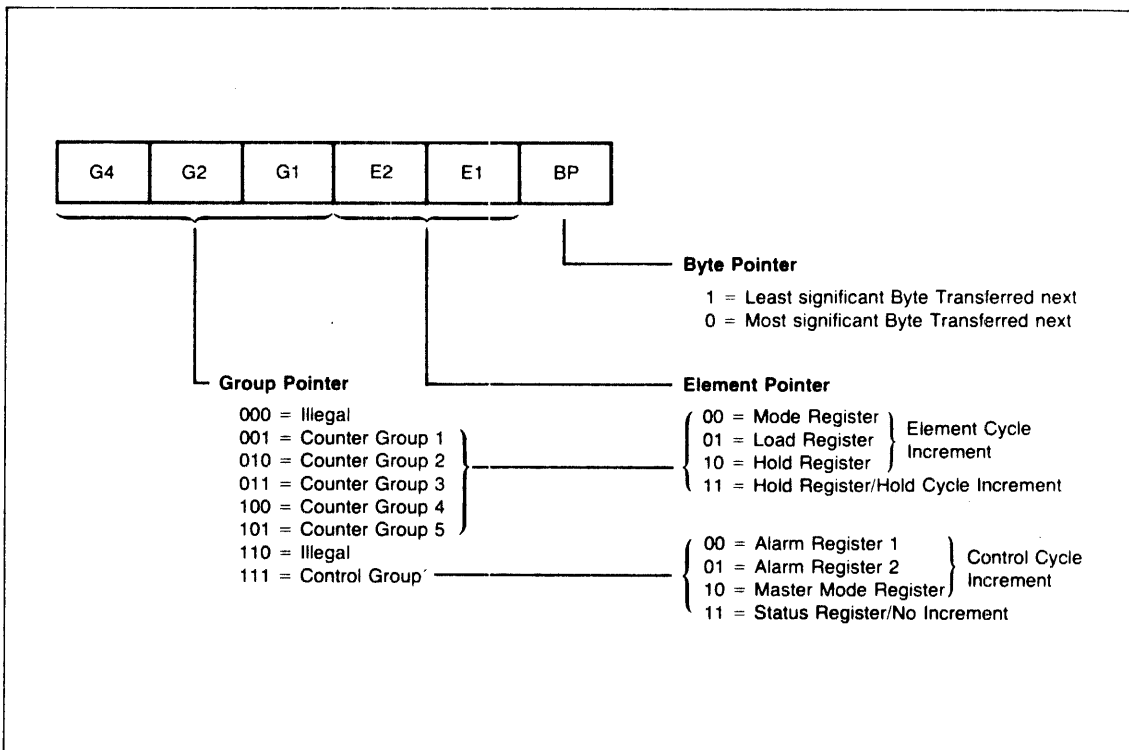 G4 G2 G1 E2 E1 BP
Byte Pointer
1 = Least significant Byte Transferred next
0 = Most significant Byte Transferred next
Group Pointer
000 = Illegal
001 = Counter Group 1
010 = Counter Group 2
011 = Counter Group 3
100 = Counter Group 4
101 = Counter Group 5
110 = Illegal
111 = Control Group
Element Pointer
00 = Mode Register
01 = Load Register
10 = Hold Register
Element Cycle
Increment
11 = Hold Register/Hold Cycle Increment
00 = Alarm Register 1
01 = Alarm Register 2
10 = Master Mode Register
Control Cycle
Increment
11 = Status Register/No Increment